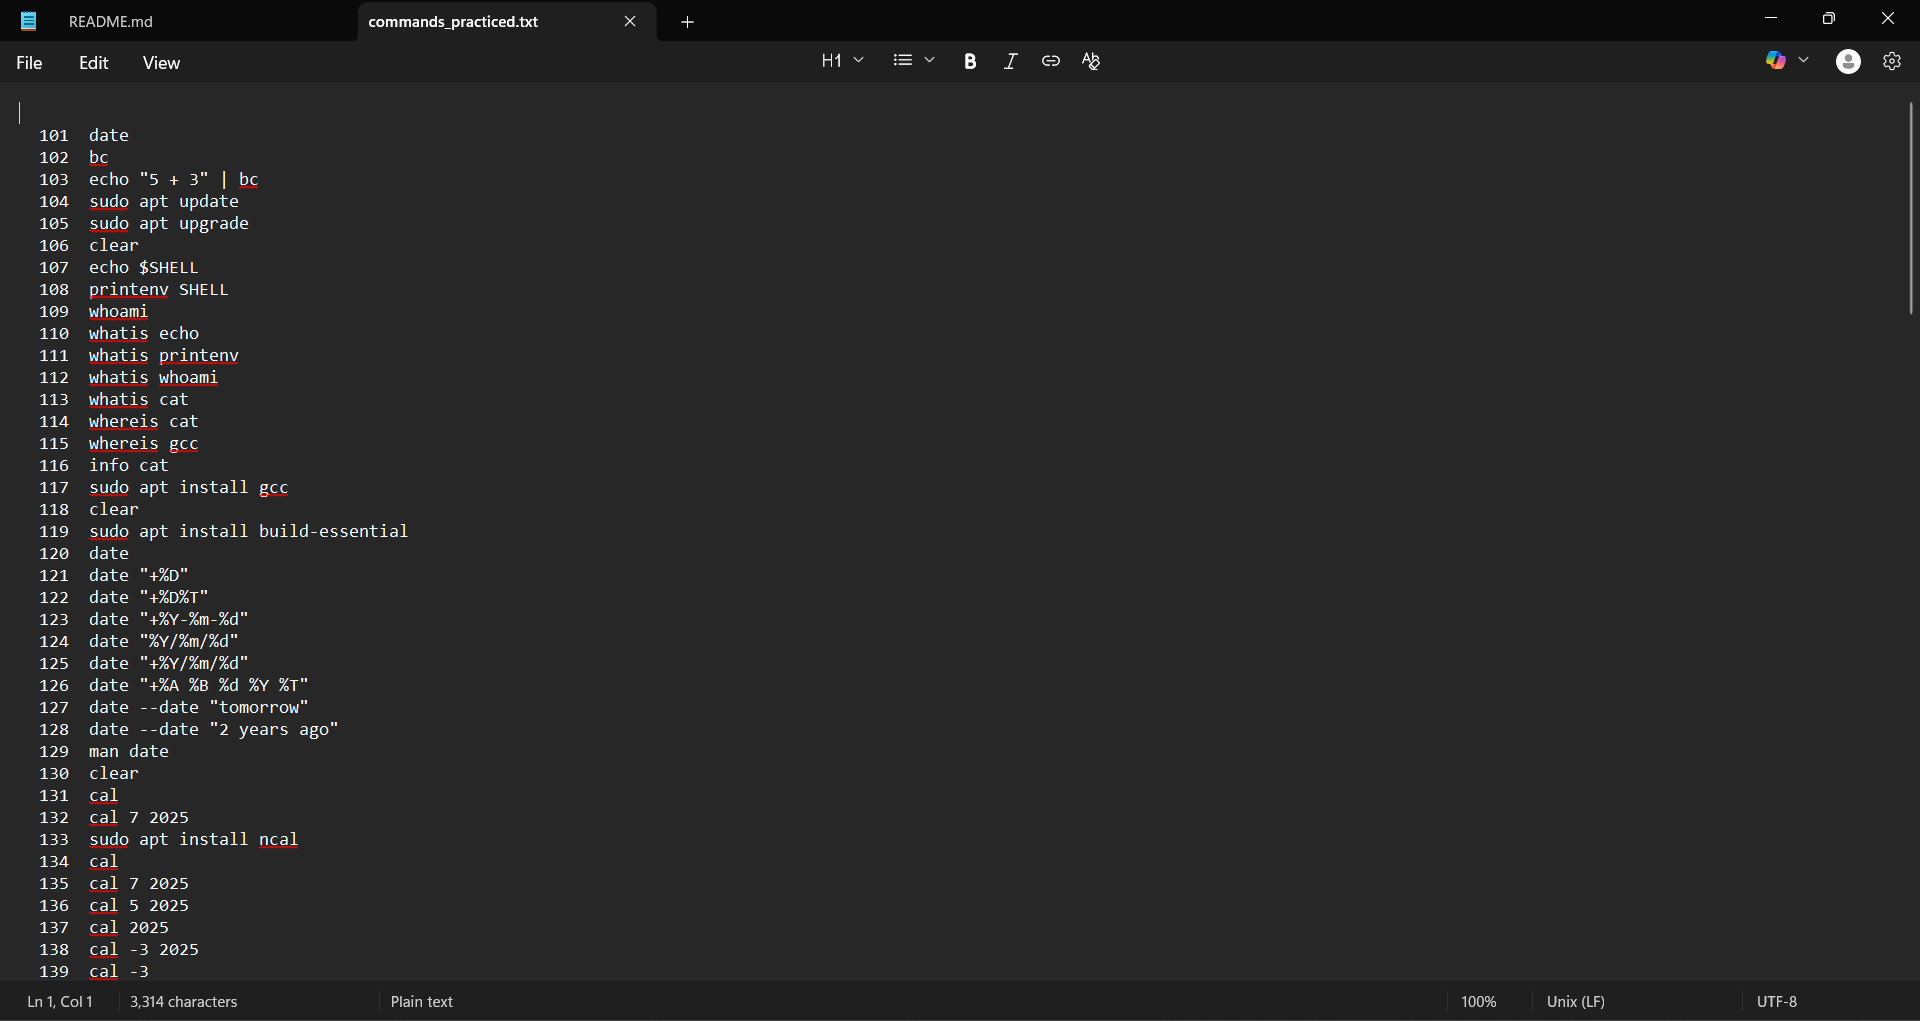 README.md
commands_practiced.txt
File Edit View H1
101 date
102 bc
103 echo "5 + 3" | bc
104 sudo apt update
105 sudo apt upgrade
106 clear
107 echo $SHELL
108 printenv SHELL
109 whoami
110 whatis echo
111 whatis printenv
112 whatis whoami
113 whatis cat
114 whereis cat
115 whereis gcc
116 info cat
117 sudo apt install gcc
118 clear
119 sudo apt install build-essential
120 date
121 date "+%D"
122 date "+%D%T"
123 date "+%Y-%m-%d"
124 date "%Y/%m/%d"
125 date "+%Y/%m/%d"
126 date "+%A %B %d %Y %T"
127 date --date "tomorrow"
128 date --date "2 years ago"
129 man date
130 clear
131 cal
132 cal 7 2025
133 sudo apt install ncal
134 cal
135 cal 7 2025
136 cal 5 2025
137 cal 2025
138 cal -3 2025
139 cal -3
Ln 1, Col 1 3,314 characters Plain text 100% Unix (LF) UTF-8